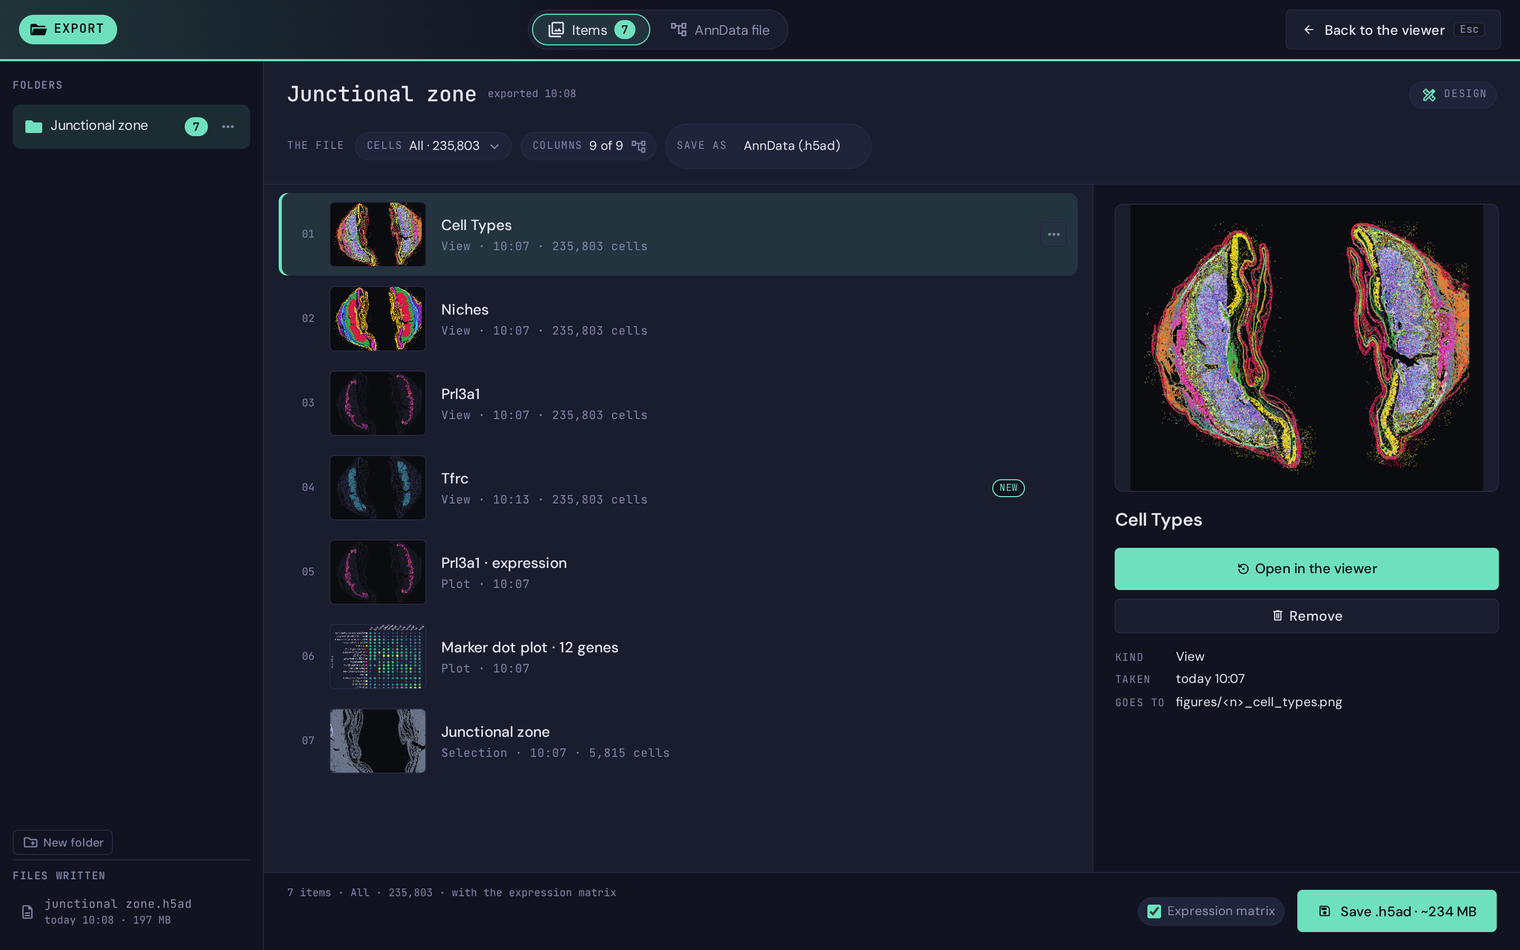 EXPORT
Items 7
AnnData file
Back to the viewer Esc
FOLDERS
Junctional zone 7
Junctional zone exported 10:08
DESIGN
THE FILE CELLS All · 235,803 COLUMNS 9 of 9 SAVE AS AnnData (.h5ad)
01
Cell Types
View · 10:07 · 235,803 cells
02
Niches
View · 10:07 · 235,803 cells
03
Prl3a1
View · 10:07 · 235,803 cells
04
Tfrc
View · 10:13 · 235,803 cells
NEW
05
Prl3a1 · expression
Plot · 10:07
06
Marker dot plot · 12 genes
Plot · 10:07
07
Junctional zone
Selection · 10:07 · 5,815 cells
Cell Types
Open in the viewer
Remove
KIND View
TAKEN today 10:07
GOES TO figures/<n>_cell_types.png
New folder
FILES WRITTEN
junctional zone.h5ad
today 10:08 · 197 MB
7 items · All · 235,803 · with the expression matrix
Expression matrix
Save .h5ad · ~234 MB